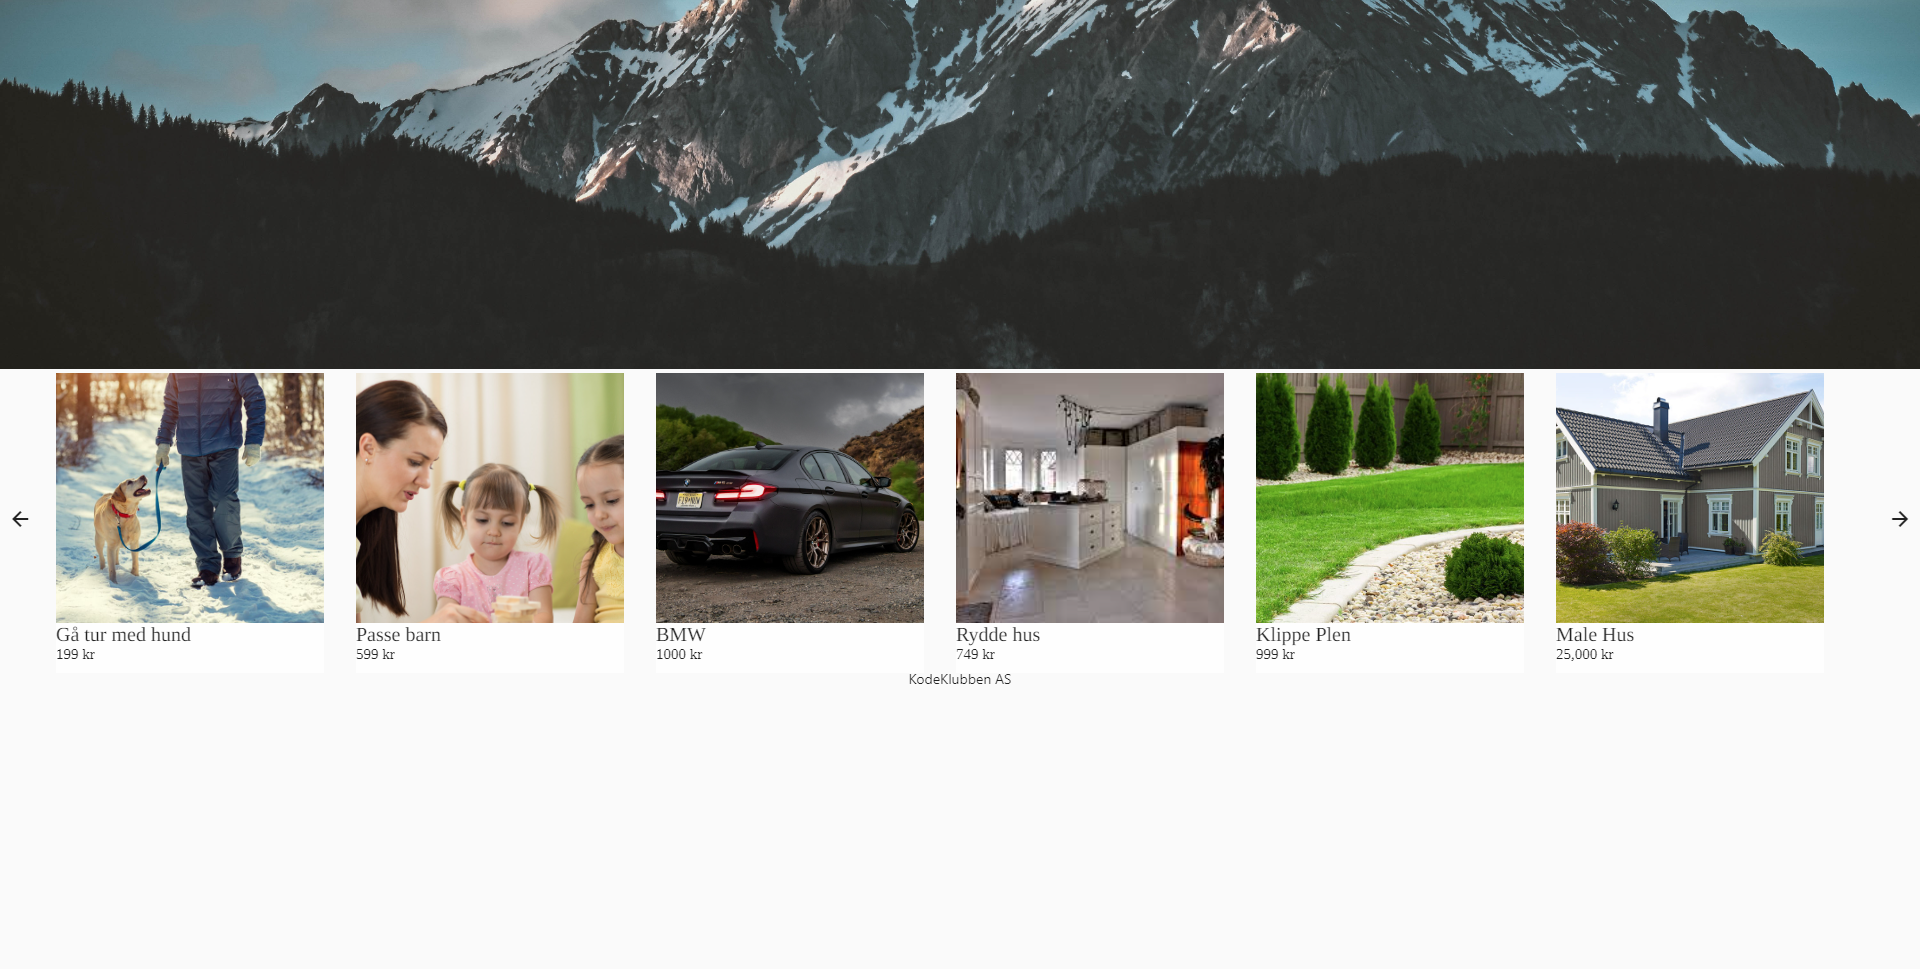 Gå tur med hund
199 kr
Passe barn
599 kr
BMW
1000 kr
Rydde hus
749 kr
Klippe Plen
999 kr
Male Hus
25,000 kr
KodeKlubben AS